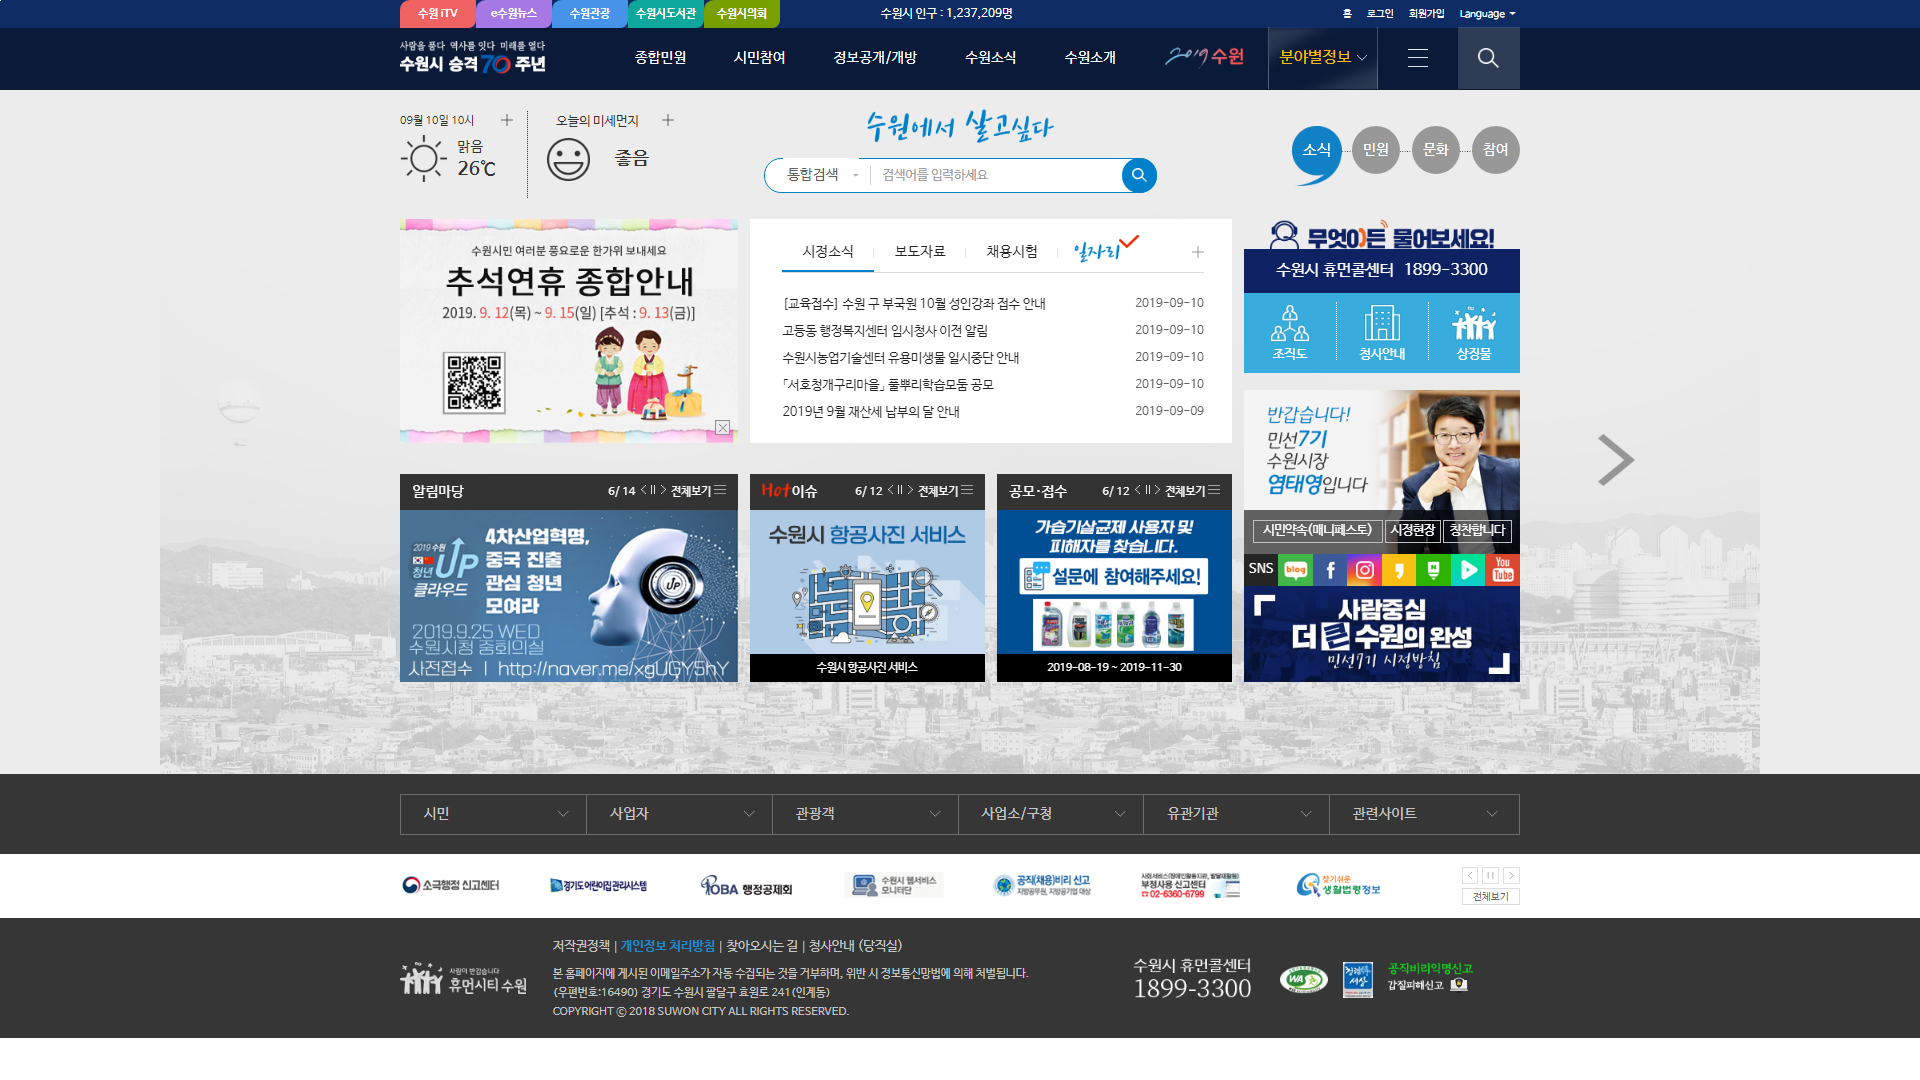 수원 iTV
e수원뉴스
수원관광
수원시도서관
수원시의회
수원시 인구 : 1,237,209명
홈
로그인
회원가입
Language
사람을 품다 역사를 잇다 미래를 열다
수원시 승격 70 주년
종합민원
시민참여
정보공개/개방
수원소식
수원소개
2019 수원
분야별정보
09월 10일 10시
맑음
26℃
오늘의 미세먼지
좋음
수원에서 살고싶다
통합검색
검색어를 입력하세요
소식
민원
문화
참여
수원시민 여러분 풍요로운 한가위 보내세요
추석연휴 종합안내
2019. 9. 12(목) ~ 9. 15(일) [추석 : 9. 13(금)]
시정소식
보도자료
채용시험
일자리
[교육접수] 수원 구 부국원 10월 성인강좌 접수 안내 2019-09-10
고등동 행정복지센터 임시청사 이전 알림 2019-09-10
수원시농업기술센터 유용미생물 일시중단 안내 2019-09-10
「서호청개구리마을」 풀뿌리학습모둠 공모 2019-09-10
2019년 9월 재산세 납부의 달 안내 2019-09-09
무엇이든 물어보세요!
수원시 휴먼콜센터 1899-3300
조직도
청사안내
상징물
반갑습니다!
민선7기
수원시장
염태영입니다
시민약속(매니페스토)
시정현장
칭찬합니다
SNS
blog
You Tube
사람중심
더 큰 수원의 완성
민선7기 시정방침
알림마당
6/ 14
전체보기
2019 수원
청년 UP
클라우드
4차산업혁명,
중국 진출
관심 청년
모여라
UP
2019.9.25 WED
수원시청 중회의실
사전접수 | http://naver.me/xgUGY5hY
Hot이슈
6/ 12
전체보기
수원시 항공사진 서비스
수원시 항공사진 서비스
공모·접수
6/ 12
전체보기
가습기살균제 사용자 및
피해자를 찾습니다.
설문에 참여해주세요!
2019-08-19 ~ 2019-11-30
시민
사업자
관광객
사업소/구청
유관기관
관련사이트
소극행정 신고센터
경기도어린이집관리시스템
POBA 행정공제회
수원시 웹서비스
모니터단
공직(채용)비리 신고
지방공무원, 지방공기업 대상
부정사용 신고센터
☎ 02-6360-6799
찾기쉬운
생활법령정보
전체보기
사람이 반갑습니다
휴먼시티 수원
저작권정책 | 개인정보 처리방침 | 찾아오시는 길 | 청사안내 (당직실)
본 홈페이지에 게시된 이메일주소가 자동 수집되는 것을 거부하며, 위반 시 정보통신망법에 의해 처벌됩니다.
(우편번호:16490) 경기도 수원시 팔달구 효원로 241(인계동)
COPYRIGHT ⓒ 2018 SUWON CITY ALL RIGHTS RESERVED.
수원시 휴먼콜센터
1899-3300
WA
청렴한
세상
공직비리익명신고
갑질피해신고